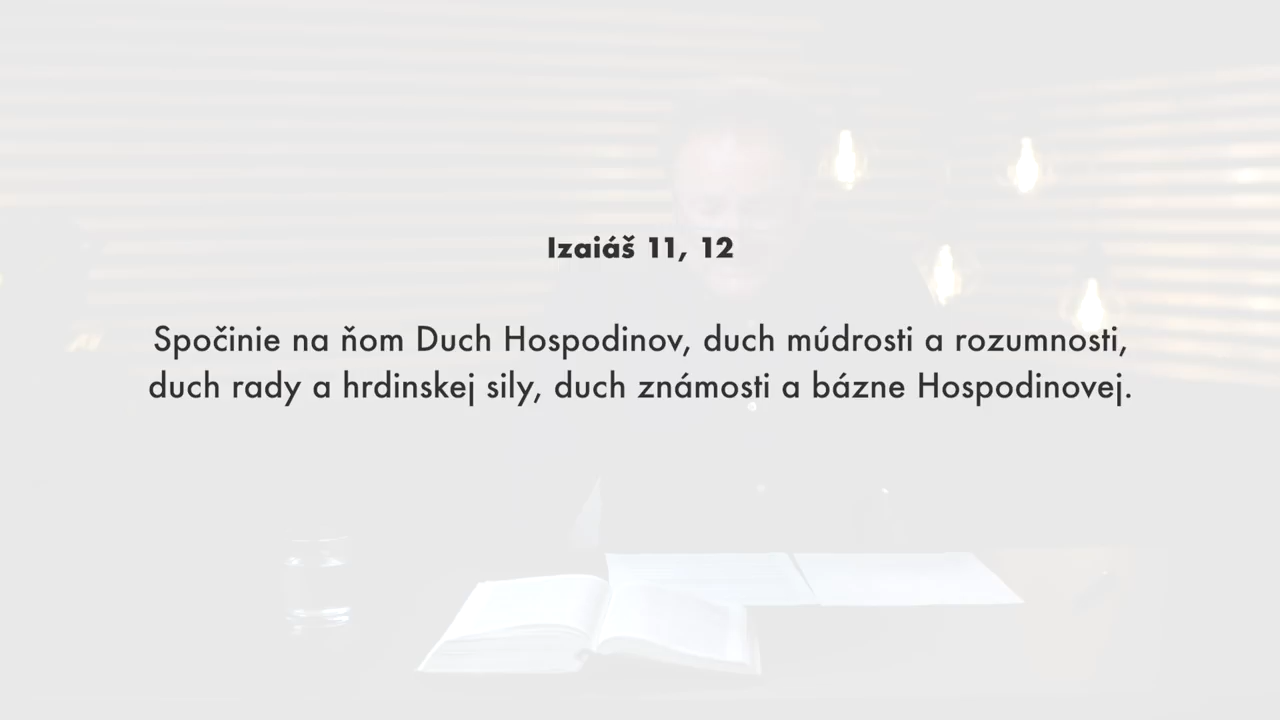 Izaiáš 11, 12
Spočinie na ňom Duch Hospodinov, duch múdrosti a rozumnosti,
duch rady a hrdinskej sily, duch známosti a bázne Hospodinovej.